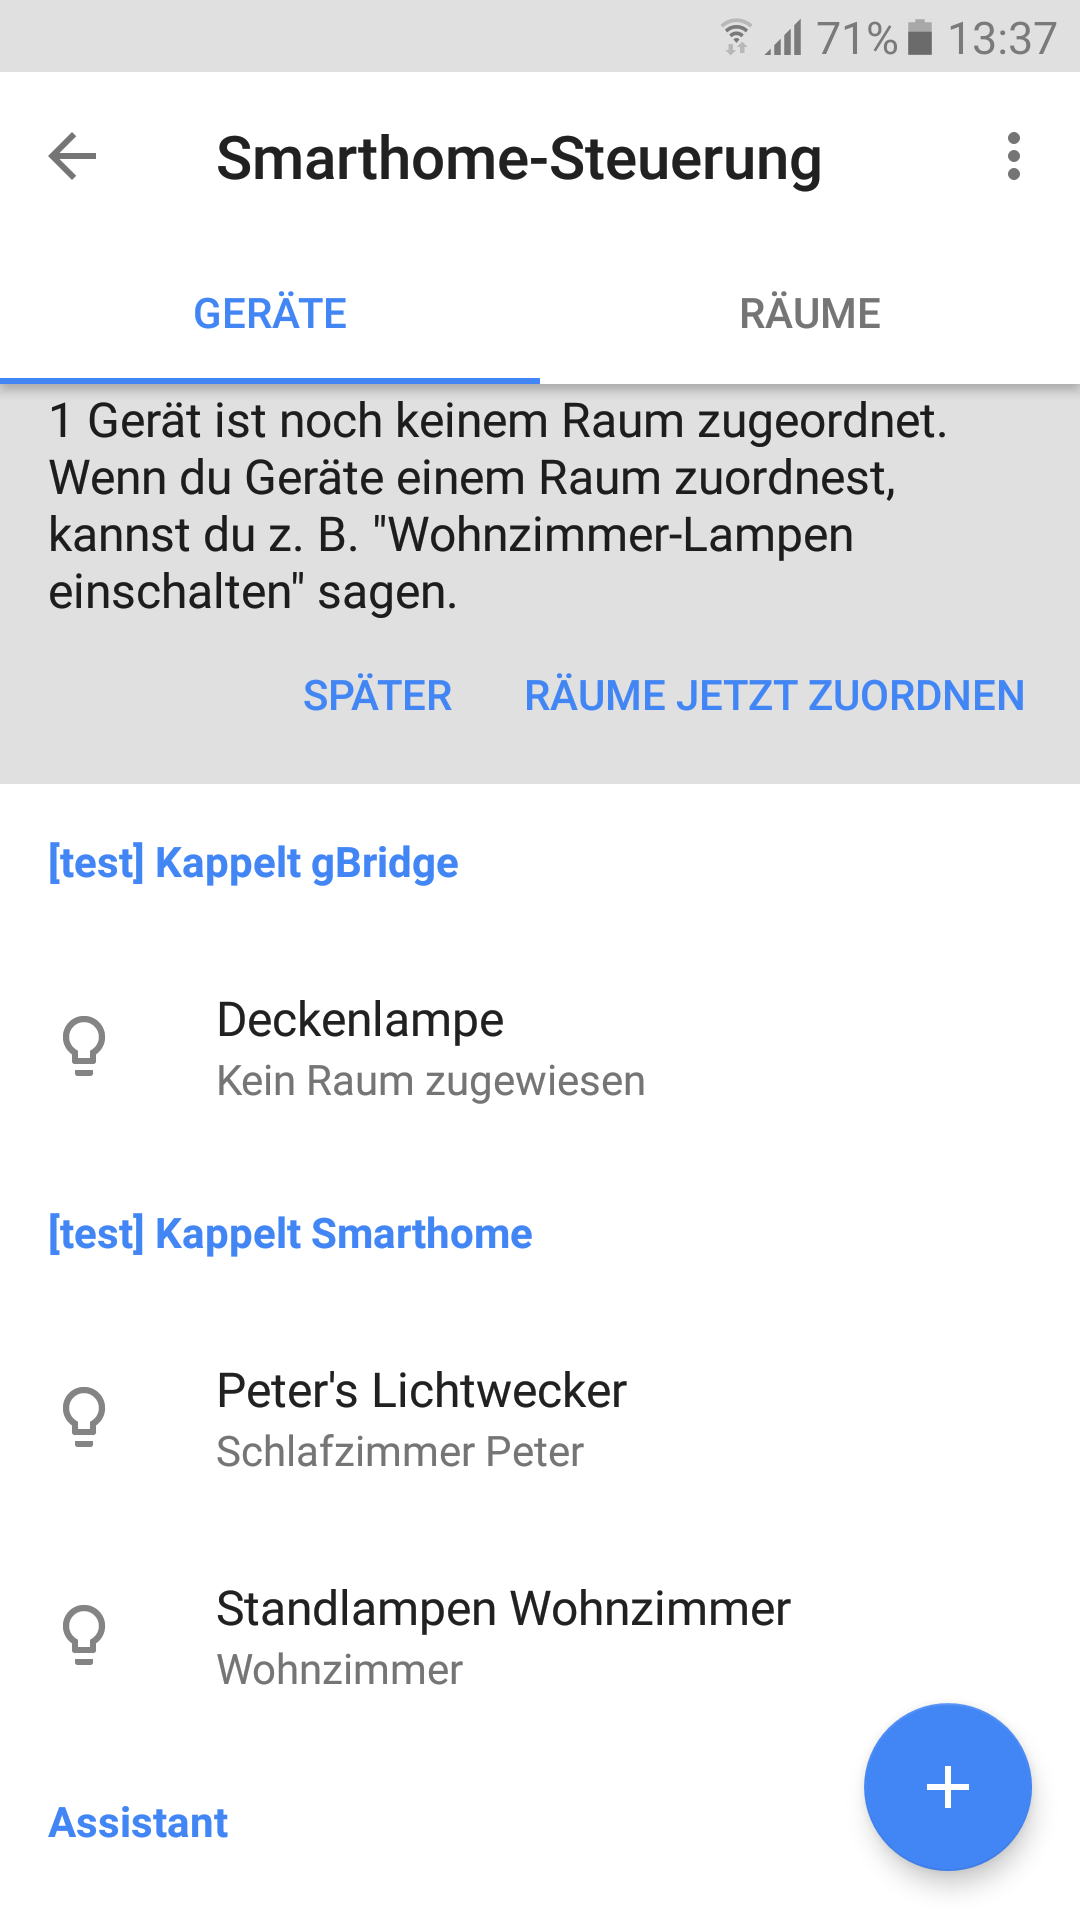 71% 13:37
Smarthome-Steuerung
GERÄTE RÄUME
1 Gerät ist noch keinem Raum zugeordnet.
Wenn du Geräte einem Raum zuordnest,
kannst du z. B. "Wohnzimmer-Lampen
einschalten" sagen.
SPÄTER RÄUME JETZT ZUORDNEN
[test] Kappelt gBridge
Deckenlampe
Kein Raum zugewiesen
[test] Kappelt Smarthome
Peter's Lichtwecker
Schlafzimmer Peter
Standlampen Wohnzimmer
Wohnzimmer
Assistant